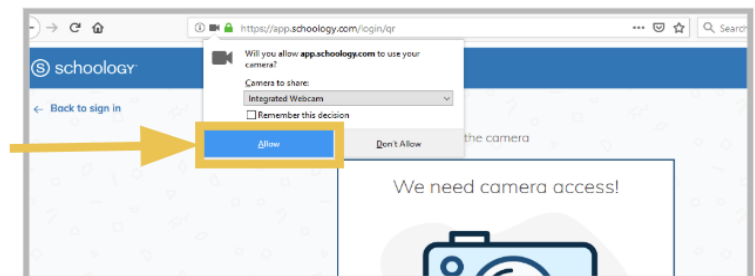 https://app.schoology.com/login/qr
Search
Will you allow app.schoology.com to use your
camera?
Camera to share:
Integrated Webcam
Remember this decision
Allow
Don't Allow
S schoology
← Back to sign in
the camera
We need camera access!